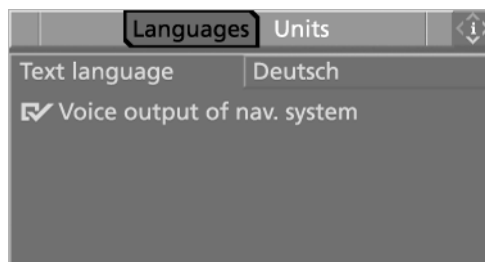 Languages Units i
Text language Deutsch
Voice output of nav. system